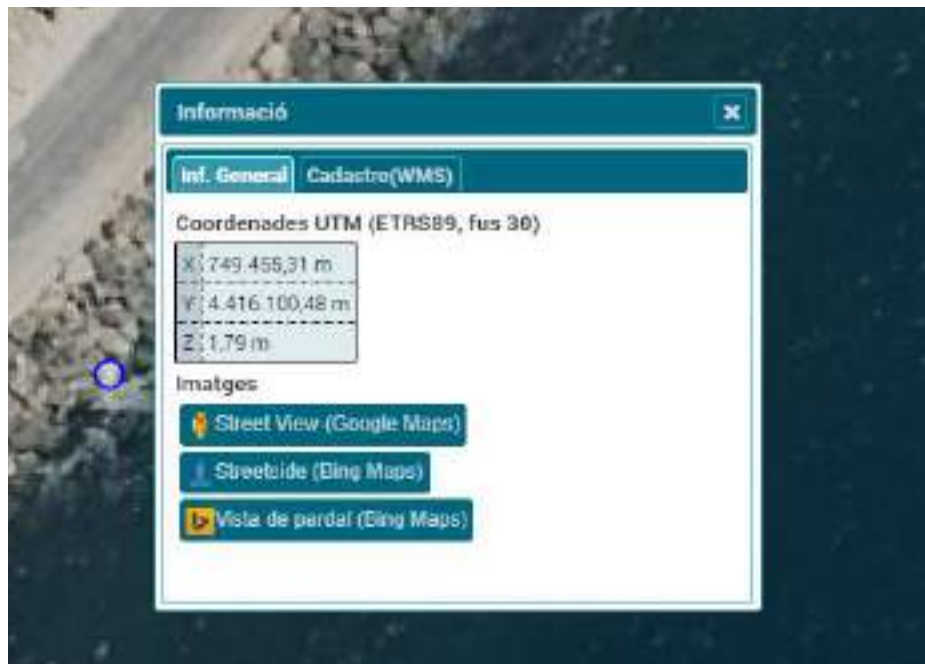 Informació
Inf. General Cadastro(WMS)
Coordenades UTM (ETRS89, fus 30)
X 749.455,31 m
Y 4.416.100,48 m
Z 1,79 m
Imatges
Street View (Google Maps)
Streetside (Bing Maps)
Vista de pardal (Bing Maps)